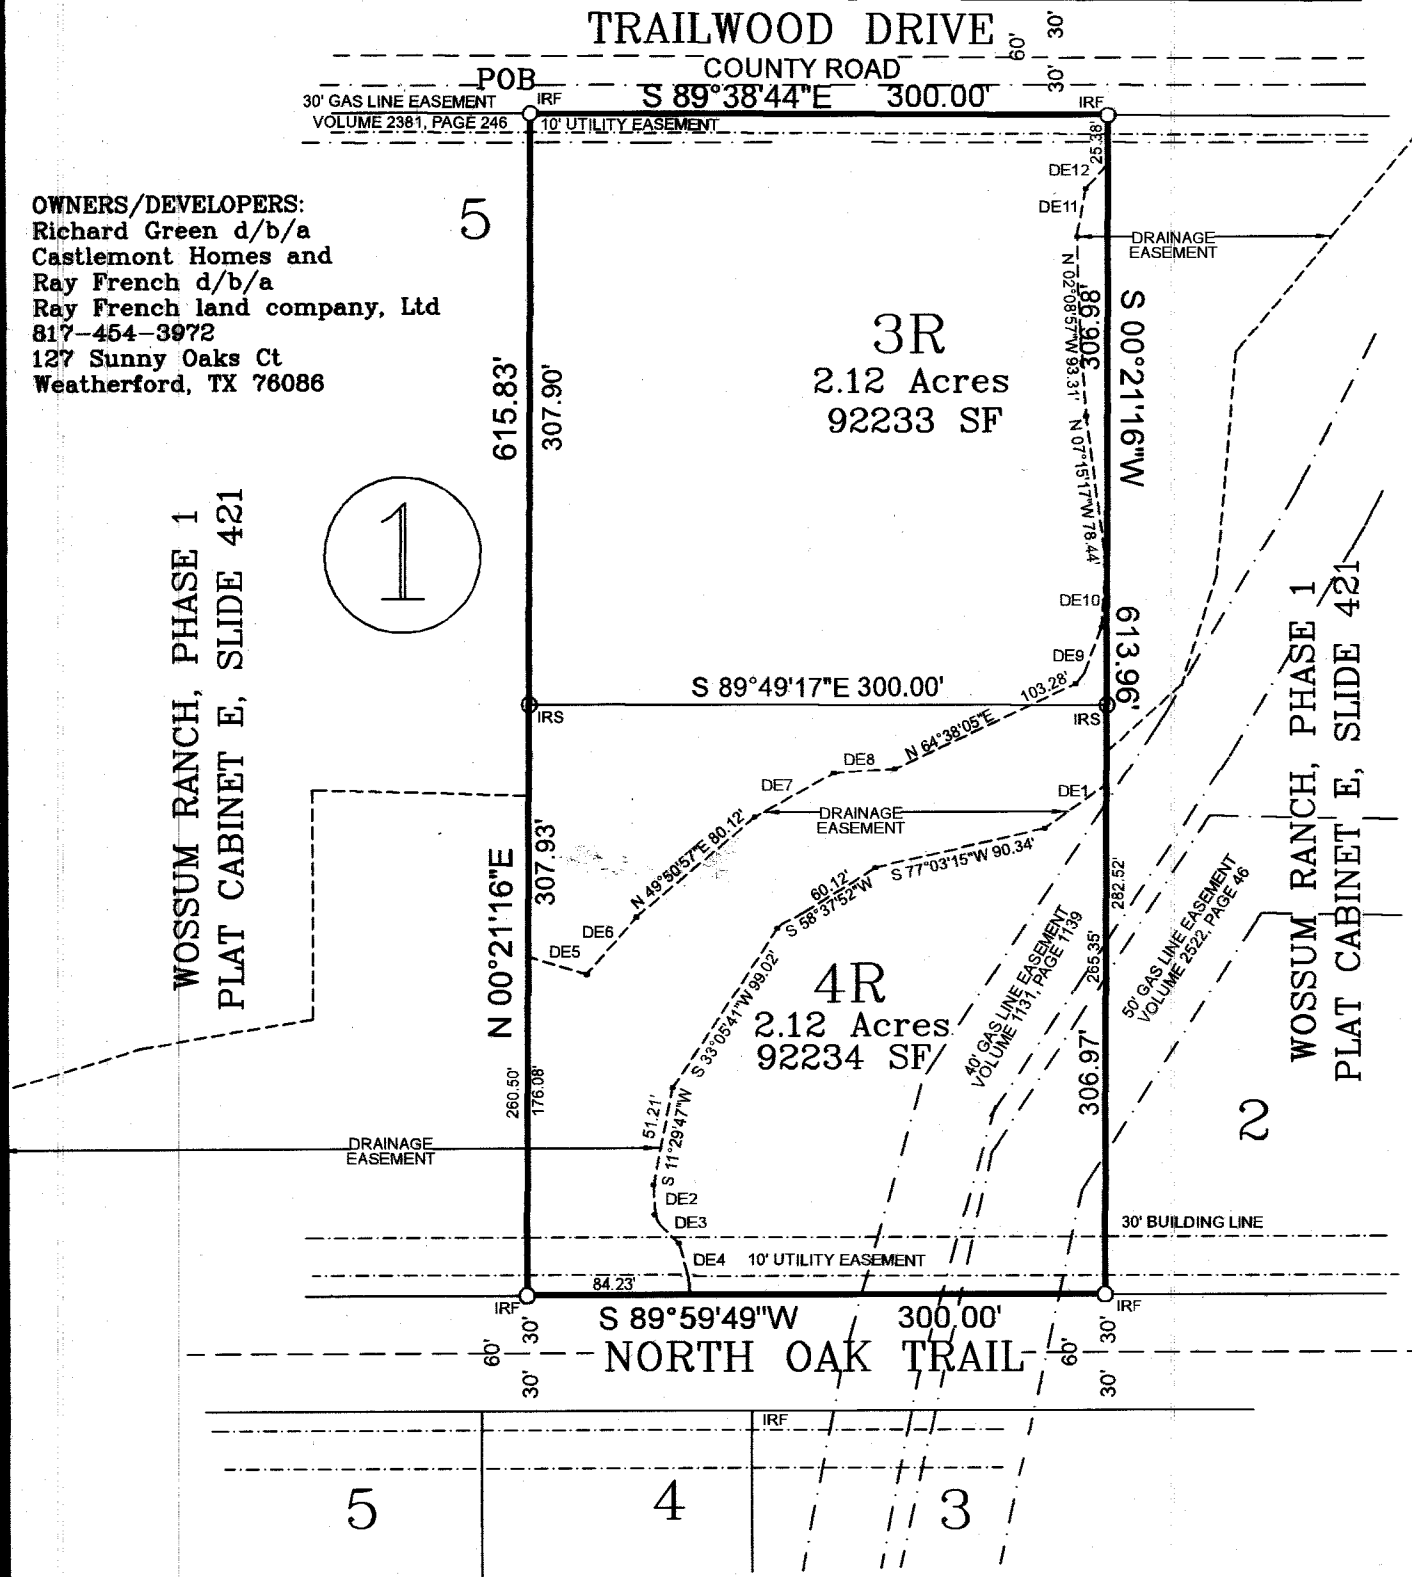 TRAILWOOD DRIVE
60'
30'
30'
COUNTY ROAD
POB
IRF
S 89°38'44"E 300.00'
IRF
30' GAS LINE EASEMENT
VOLUME 2381, PAGE 246
10' UTILITY EASEMENT
25.38'
DE12
DE11
DRAINAGE
EASEMENT
OWNERS/DEVELOPERS:
Richard Green d/b/a
Castlemont Homes and
Ray French d/b/a
Ray French land company, Ltd
817-454-3972
127 Sunny Oaks Ct
Weatherford, TX 76086
5
3R
2.12 Acres
92233 SF
N 02°08'57"W 93.31'
306.98'
S 00°21'16"W
615.83'
307.90'
N 07°15'17"W 78.44'
1
WOSSUM RANCH, PHASE 1
PLAT CABINET E, SLIDE 421
DE10
DE9
613.96'
S 89°49'17"E 300.00'
103.28'
N 64°38'05"E
IRS
IRS
WOSSUM RANCH, PHASE 1
PLAT CABINET E, SLIDE 421
DE8
DE7
DE1
DRAINAGE
EASEMENT
N 49°50'57"E 80.12'
S 77°03'15"W 90.34'
60.12'
S 58°37'52"W
N 00°21'16"E
307.93'
282.52'
265.35'
DE6
DE5
S 33°05'41"W 99.02'
4R
2.12 Acres
92234 SF
40' GAS LINE EASEMENT
VOLUME 1131, PAGE 1139
50' GAS LINE EASEMENT
VOLUME 2522, PAGE 46
306.97'
260.50'
176.08'
51.21'
S 11°29'47"W
2
DRAINAGE
EASEMENT
DE2
DE3
DE4
30' BUILDING LINE
10' UTILITY EASEMENT
84.23'
IRF
IRF
S 89°59'49"W 300.00'
60'
30'
30'
NORTH OAK TRAIL
60'
30'
30'
IRF
5
4
3